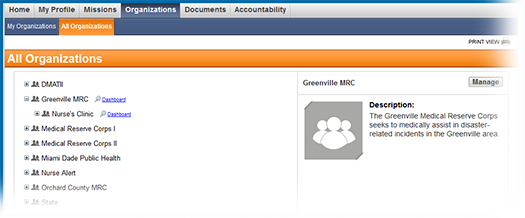 Home My Profile Missions Organizations Documents Accountability
My Organizations All Organizations
PRINT VIEW
All Organizations
DMATII
Greenville MRC Dashboard
Nurse's Clinic Dashboard
Medical Reserve Corps I
Medical Reserve Corps II
Miami Dade Public Health
Nurse Alert
Orchard County MRC
State
Greenville MRC Manage
Description:
The Greenville Medical Reserve Corps
seeks to medically assist in disaster-
related incidents in the Greenville area.